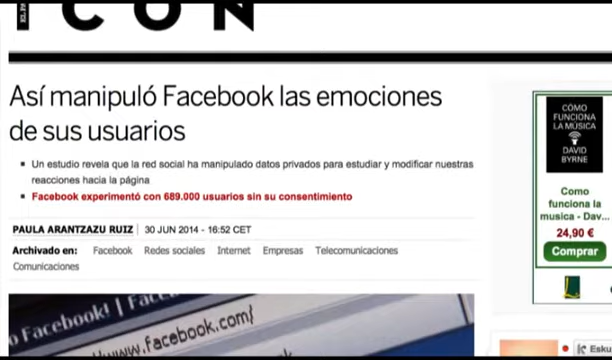 ICON
Así manipuló Facebook las emociones
de sus usuarios
Un estudio revela que la red social ha manipulado datos privados para estudiar y modificar nuestras
reacciones hacia la página
Facebook experimentó con 689.000 usuarios sin su consentimiento
PAULA ARANTZAZU RUIZ | 30 JUN 2014 - 16:52 CET
Archivado en: Facebook Redes sociales Internet Empresas Telecomunicaciones
Comunicaciones
Facebook! | Face
www.facebook.com/
CÓMO
FUNCIONA
LA MÚSICA
DAVID
BYRNE
Como
funciona la
musica - Dav...
24,90 €
Comprar
Esku